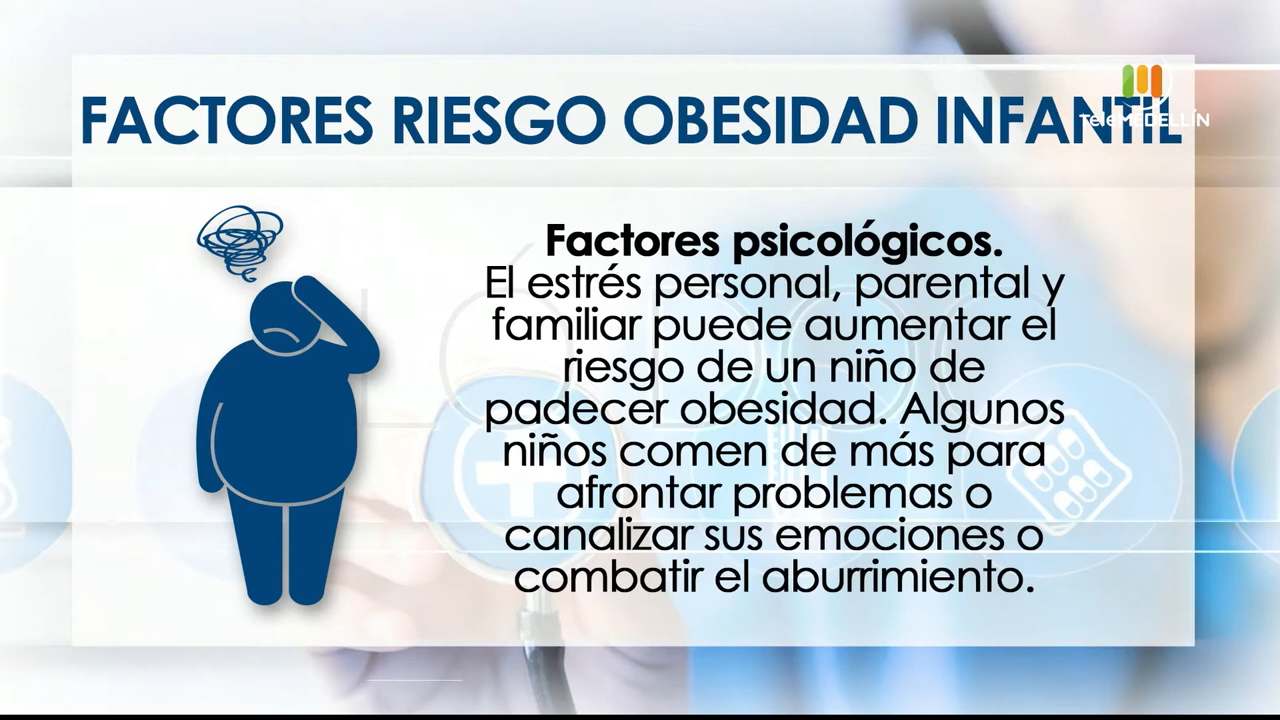 FACTORES RIESGO OBESIDAD INFANTIL
TeleMEDELLÍN
Factores psicológicos.
El estrés personal, parental y
familiar puede aumentar el
riesgo de un niño de
padecer obesidad. Algunos
niños comen de más para
afrontar problemas o
canalizar sus emociones o
combatir el aburrimiento.